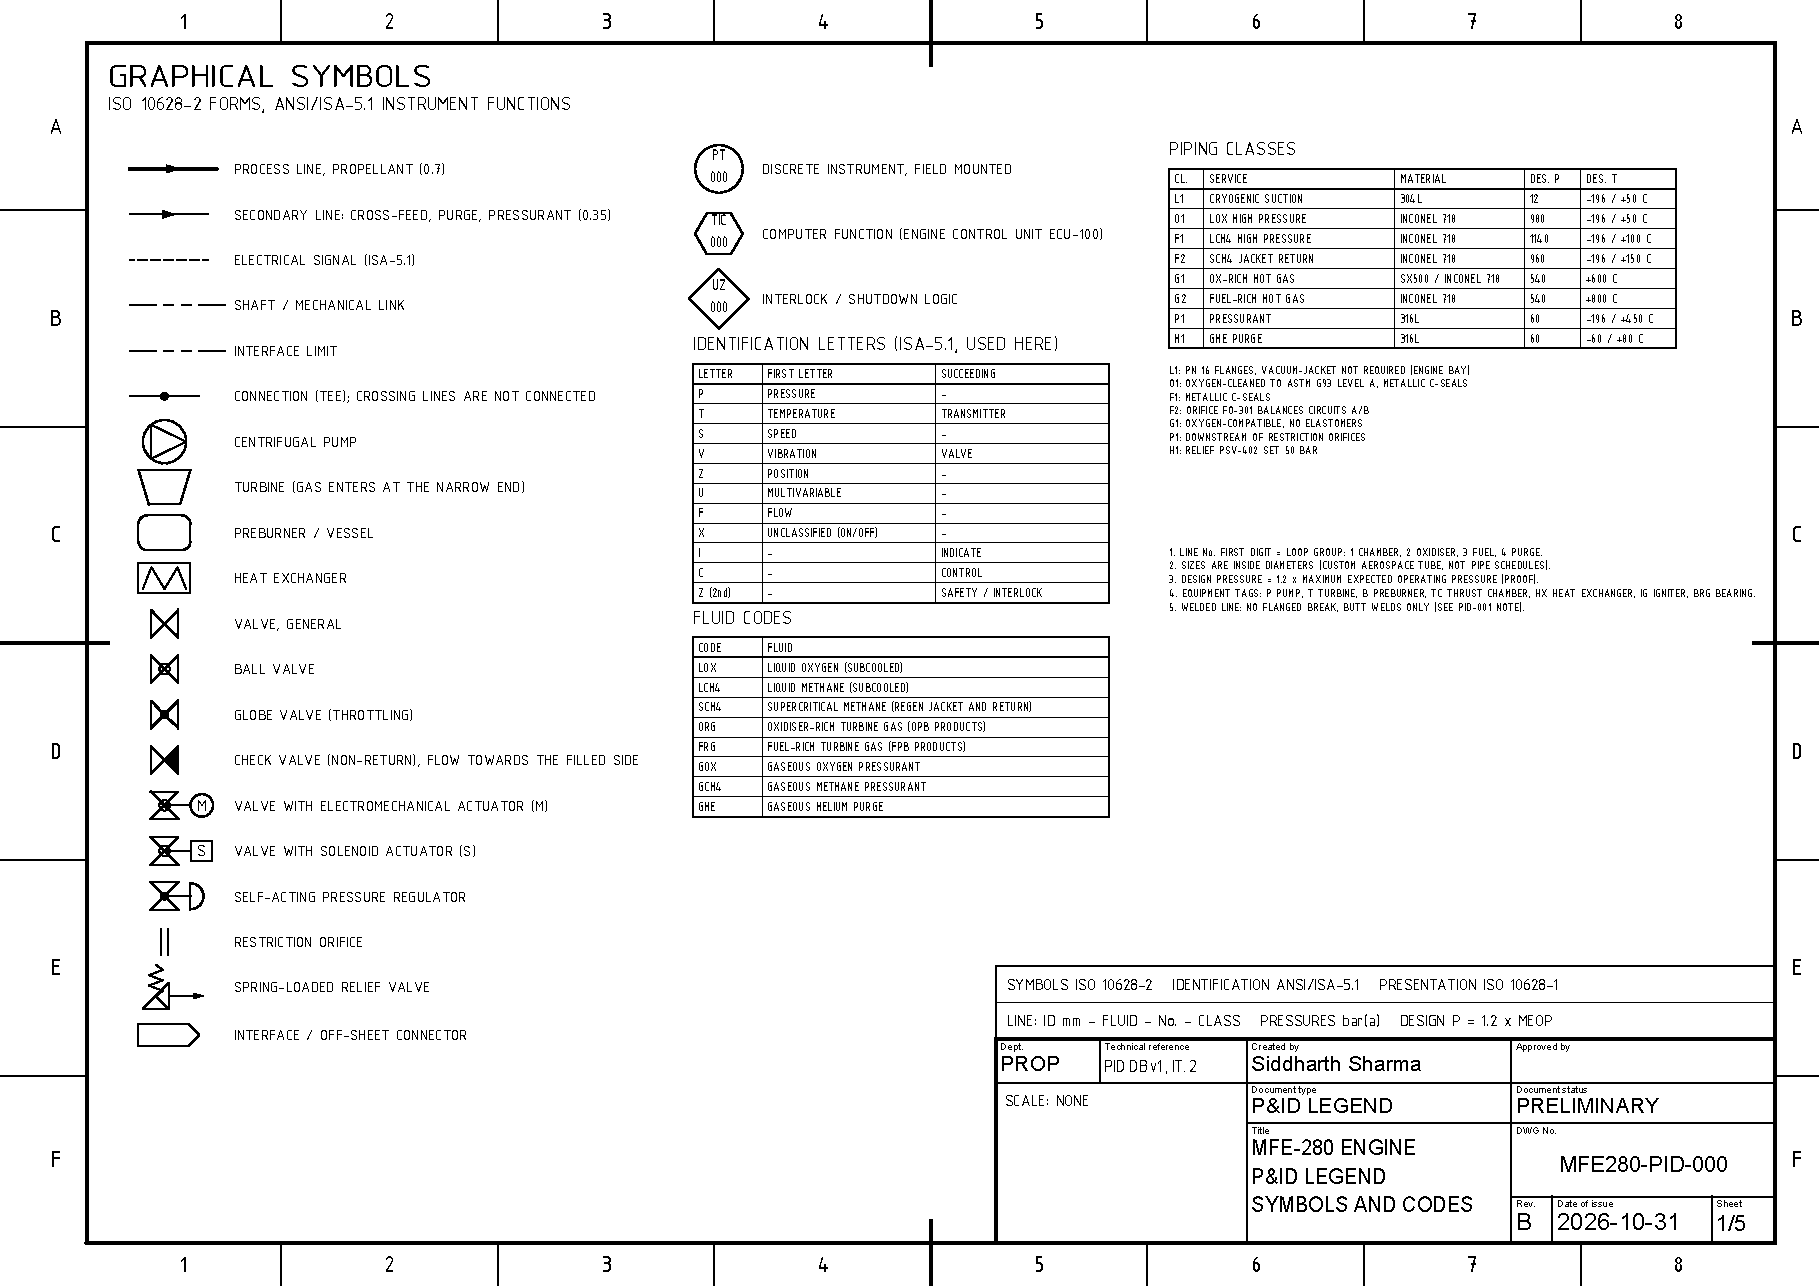 1 2 3 4 5 6 7 8
A
B
C
D
E
F
GRAPHICAL SYMBOLS
ISO 10628-2 FORMS, ANSI/ISA-5.1 INSTRUMENT FUNCTIONS
PROCESS LINE, PROPELLANT (0.7)
SECONDARY LINE: CROSS-FEED, PURGE, PRESSURANT (0.35)
ELECTRICAL SIGNAL (ISA-5.1)
SHAFT / MECHANICAL LINK
INTERFACE LIMIT
CONNECTION (TEE); CROSSING LINES ARE NOT CONNECTED
CENTRIFUGAL PUMP
TURBINE (GAS ENTERS AT THE NARROW END)
PREBURNER / VESSEL
HEAT EXCHANGER
VALVE, GENERAL
BALL VALVE
GLOBE VALVE (THROTTLING)
CHECK VALVE (NON-RETURN), FLOW TOWARDS THE FILLED SIDE
M VALVE WITH ELECTROMECHANICAL ACTUATOR (M)
S VALVE WITH SOLENOID ACTUATOR (S)
SELF-ACTING PRESSURE REGULATOR
RESTRICTION ORIFICE
SPRING-LOADED RELIEF VALVE
INTERFACE / OFF-SHEET CONNECTOR
PT
000
DISCRETE INSTRUMENT, FIELD MOUNTED
TIC
000
COMPUTER FUNCTION (ENGINE CONTROL UNIT ECU-100)
UZ
000
INTERLOCK / SHUTDOWN LOGIC
IDENTIFICATION LETTERS (ISA-5.1, USED HERE)
LETTER FIRST LETTER SUCCEEDING
P PRESSURE -
T TEMPERATURE TRANSMITTER
S SPEED -
V VIBRATION VALVE
Z POSITION -
U MULTIVARIABLE -
F FLOW -
X UNCLASSIFIED (ON/OFF) -
I - INDICATE
C - CONTROL
Z (2nd) - SAFETY / INTERLOCK
FLUID CODES
CODE FLUID
LOX LIQUID OXYGEN (SUBCOOLED)
LCH4 LIQUID METHANE (SUBCOOLED)
SCH4 SUPERCRITICAL METHANE (REGEN JACKET AND RETURN)
ORG OXIDISER-RICH TURBINE GAS (OPB PRODUCTS)
FRG FUEL-RICH TURBINE GAS (FPB PRODUCTS)
GOX GASEOUS OXYGEN PRESSURANT
GCH4 GASEOUS METHANE PRESSURANT
GHE GASEOUS HELIUM PURGE
PIPING CLASSES
CL. SERVICE MATERIAL DES. P DES. T
L1 CRYOGENIC SUCTION 304L 12 -196 / +50 C
O1 LOX HIGH PRESSURE INCONEL 718 980 -196 / +50 C
F1 LCH4 HIGH PRESSURE INCONEL 718 1140 -196 / +100 C
F2 SCH4 JACKET RETURN INCONEL 718 960 -196 / +150 C
G1 OX-RICH HOT GAS SX500 / INCONEL 718 540 +600 C
G2 FUEL-RICH HOT GAS INCONEL 718 540 +800 C
P1 PRESSURANT 316L 60 -196 / +450 C
H1 GHE PURGE 316L 60 -60 / +80 C
L1: PN 16 FLANGES, VACUUM-JACKET NOT REQUIRED (ENGINE BAY)
O1: OXYGEN-CLEANED TO ASTM G93 LEVEL A, METALLIC C-SEALS
F1: METALLIC C-SEALS
F2: ORIFICE FO-301 BALANCES CIRCUITS A/B
G1: OXYGEN-COMPATIBLE, NO ELASTOMERS
P1: DOWNSTREAM OF RESTRICTION ORIFICES
H1: RELIEF PSV-402 SET 50 BAR
1. LINE No. FIRST DIGIT = LOOP GROUP: 1 CHAMBER, 2 OXIDISER, 3 FUEL, 4 PURGE.
2. SIZES ARE INSIDE DIAMETERS (CUSTOM AEROSPACE TUBE, NOT PIPE SCHEDULES).
3. DESIGN PRESSURE = 1.2 x MAXIMUM EXPECTED OPERATING PRESSURE (PROOF).
4. EQUIPMENT TAGS: P PUMP, T TURBINE, B PREBURNER, TC THRUST CHAMBER, HX HEAT EXCHANGER, IG IGNITER, BRG BEARING.
5. WELDED LINE: NO FLANGED BREAK, BUTT WELDS ONLY (SEE PID-001 NOTE).
SYMBOLS ISO 10628-2 IDENTIFICATION ANSI/ISA-5.1 PRESENTATION ISO 10628-1
LINE: ID mm - FLUID - No. - CLASS PRESSURES bar(a) DESIGN P = 1.2 x MEOP
Dept.
PROP
Technical reference
PID DB v1, IT. 2
Created by
Siddharth Sharma
Approved by
SCALE: NONE
Document type
P&ID LEGEND
Document status
PRELIMINARY
Title
MFE-280 ENGINE
P&ID LEGEND
SYMBOLS AND CODES
DWG No.
MFE280-PID-000
Rev.
B
Date of issue
2026-10-31
Sheet
1/5
A
B
C
D
E
F
1 2 3 4 5 6 7 8